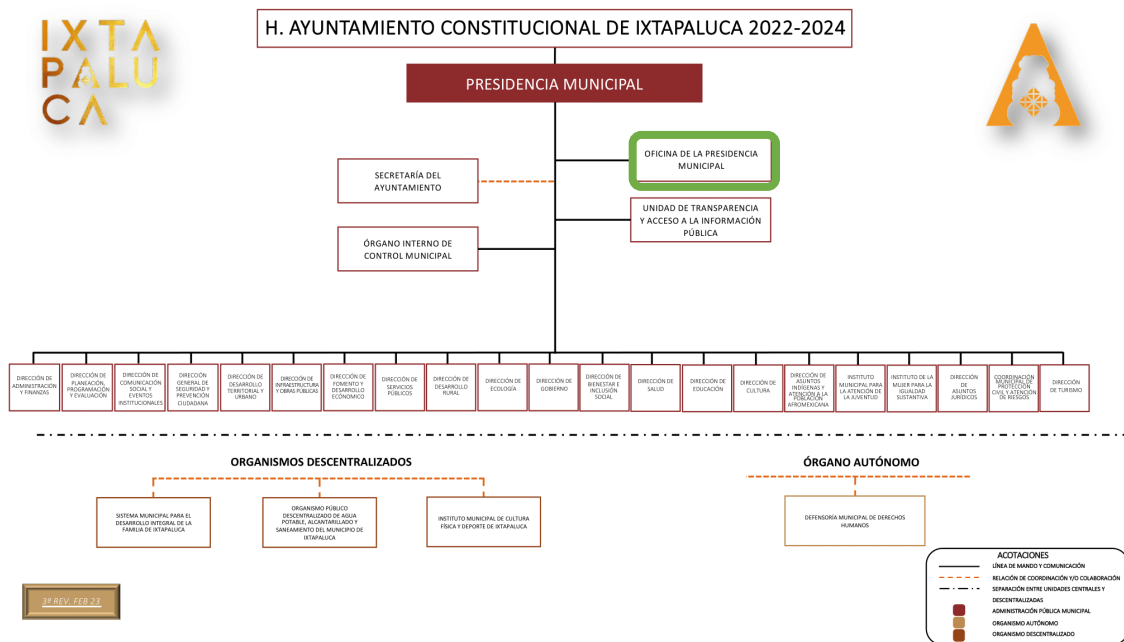 IXTA
PALU
CA
H. AYUNTAMIENTO CONSTITUCIONAL DE IXTAPALUCA 2022-2024
PRESIDENCIA MUNICIPAL
OFICINA DE LA PRESIDENCIA
MUNICIPAL
SECRETARÍA DEL
AYUNTAMIENTO
UNIDAD DE TRANSPARENCIA
Y ACCESO A LA INFORMACIÓN
PÚBLICA
ÓRGANO INTERNO DE
CONTROL MUNICIPAL
DIRECCIÓN DE
ADMINISTRACIÓN
Y FINANZAS
DIRECCIÓN DE
PLANEACIÓN,
PROGRAMACIÓN
Y EVALUACIÓN
DIRECCIÓN DE
COMUNICACIÓN
SOCIAL Y
EVENTOS
INSTITUCIONALES
DIRECCIÓN
GENERAL DE
SEGURIDAD Y
PREVENCIÓN
CIUDADANA
DIRECCIÓN DE
DESARROLLO
TERRITORIAL Y
URBANO
DIRECCIÓN DE
INFRAESTRUCTURA
Y OBRAS PÚBLICAS
DIRECCIÓN DE
FOMENTO Y
DESARROLLO
ECONÓMICO
DIRECCIÓN DE
SERVICIOS
PÚBLICOS
DIRECCIÓN DE
DESARROLLO
RURAL
DIRECCIÓN DE
ECOLOGÍA
DIRECCIÓN DE
GOBIERNO
DIRECCIÓN DE
BIENESTAR E
INCLUSIÓN
SOCIAL
DIRECCIÓN DE
SALUD
DIRECCIÓN DE
EDUCACIÓN
DIRECCIÓN DE
CULTURA
DIRECCIÓN DE
ASUNTOS
INDÍGENAS Y
ATENCIÓN A LA
POBLACIÓN
AFROMEXICANA
INSTITUTO
MUNICIPAL PARA
LA ATENCIÓN DE
LA JUVENTUD
INSTITUTO DE LA
MUJER PARA LA
IGUALDAD
SUSTANTIVA
DIRECCIÓN
DE
ASUNTOS
JURÍDICOS
COORDINACIÓN
MUNICIPAL DE
PROTECCIÓN
CIVIL Y ATENCIÓN
DE RIESGOS
DIRECCIÓN
DE TURISMO
ORGANISMOS DESCENTRALIZADOS
SISTEMA MUNICIPAL PARA EL
DESARROLLO INTEGRAL DE LA
FAMILIA DE IXTAPALUCA
ORGANISMO PÚBLICO
DESCENTRALIZADO DE AGUA
POTABLE, ALCANTARILLADO Y
SANEAMIENTO DEL MUNICIPIO DE
IXTAPALUCA
INSTITUTO MUNICIPAL DE CULTURA
FÍSICA Y DEPORTE DE IXTAPALUCA
ÓRGANO AUTÓNOMO
DEFENSORÍA MUNICIPAL DE DERECHOS
HUMANOS
ACOTACIONES
LÍNEA DE MANDO Y COMUNICACIÓN
RELACIÓN DE COORDINACIÓN Y/O COLABORACIÓN
SEPARACIÓN ENTRE UNIDADES CENTRALES Y
DESCENTRALIZADAS
ADMINISTRACIÓN PÚBLICA MUNICIPAL
ORGANISMO AUTÓNOMO
ORGANISMO DESCENTRALIZADO
3ª REV. FEB 23